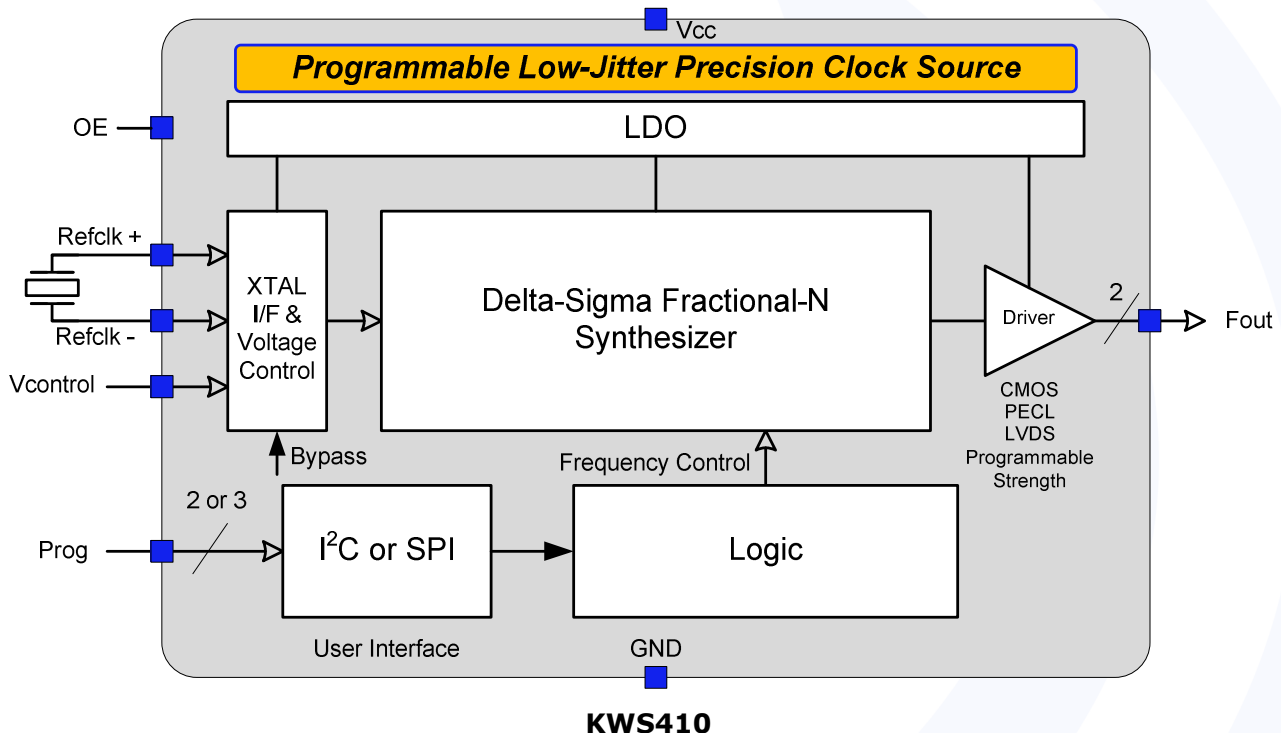 Vcc
Programmable Low-Jitter Precision Clock Source
OE
LDO
Refclk +
Refclk -
Vcontrol
XTAL
I/F &
Voltage
Control
Delta-Sigma Fractional-N
Synthesizer
Driver
2
Fout
CMOS
PECL
LVDS
Programmable
Strength
Bypass
Frequency Control
2 or 3
Prog
I²C or SPI
Logic
User Interface
GND
KWS410